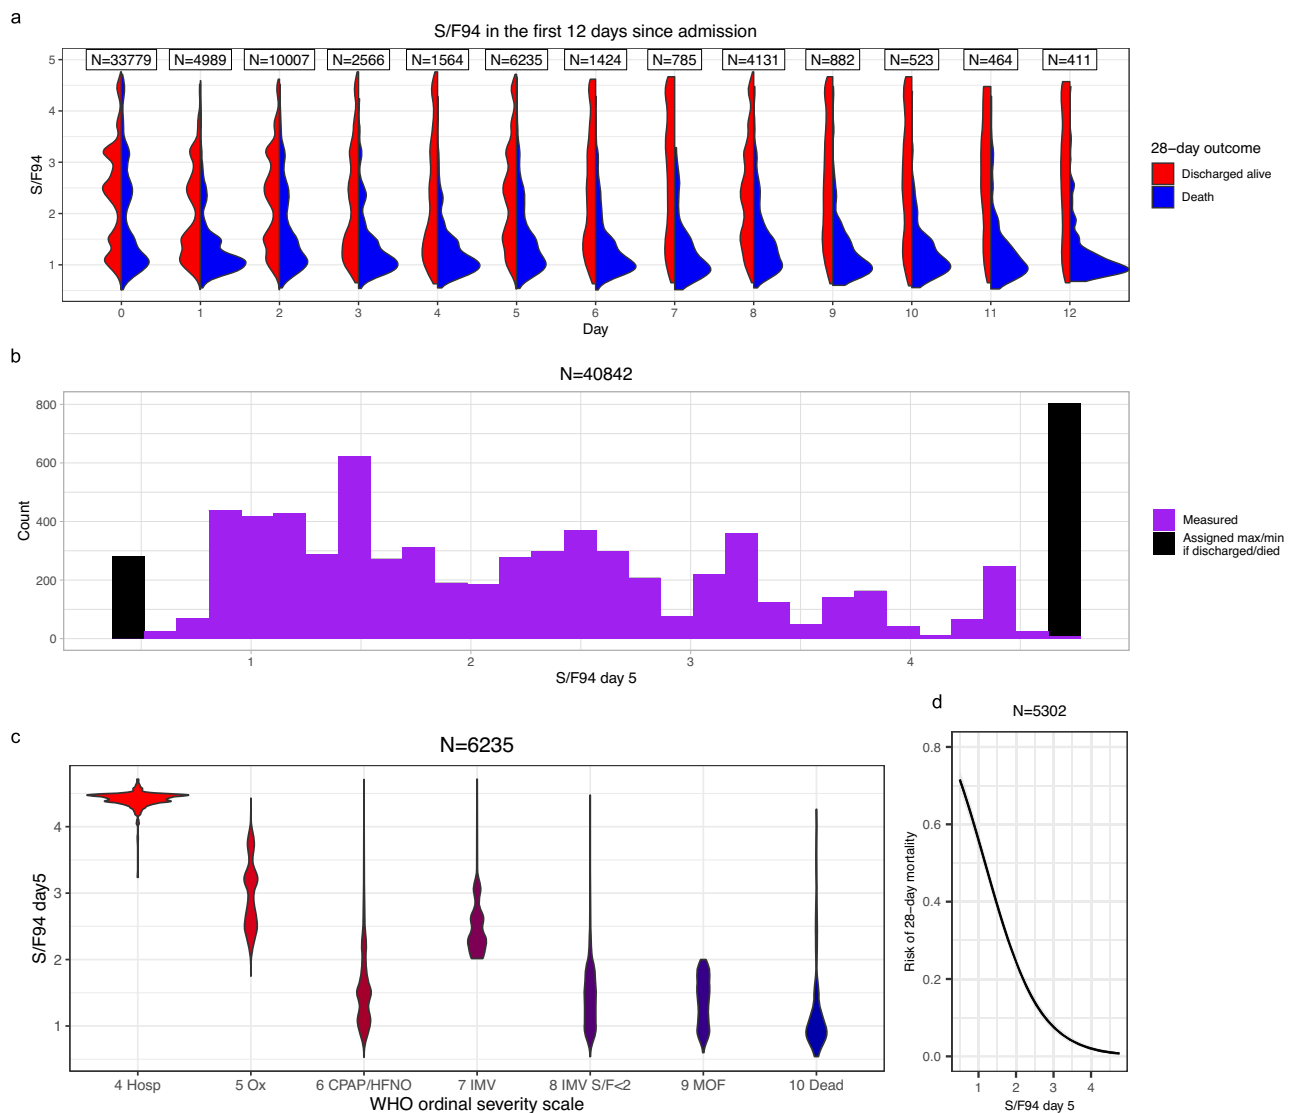 a
S/F94 in the first 12 days since admission
N=33779 N=4989 N=10007 N=2566 N=1564 N=6235 N=1424 N=785 N=4131 N=882 N=523 N=464 N=411
5
4
3
2
1
S/F94
0 1 2 3 4 5 6 7 8 9 10 11 12
Day
28−day outcome
Discharged alive
Death
b
N=40842
800
600
400
200
0
Count
1 2 3 4
S/F94 day 5
Measured
Assigned max/min
if discharged/died
c
N=6235
4
3
2
1
S/F94 day5
4 Hosp 5 Ox 6 CPAP/HFNO 7 IMV 8 IMV S/F<2 9 MOF 10 Dead
WHO ordinal severity scale
d
N=5302
0.8
0.6
0.4
0.2
0.0
Risk of 28−day mortality
1 2 3 4
S/F94 day 5